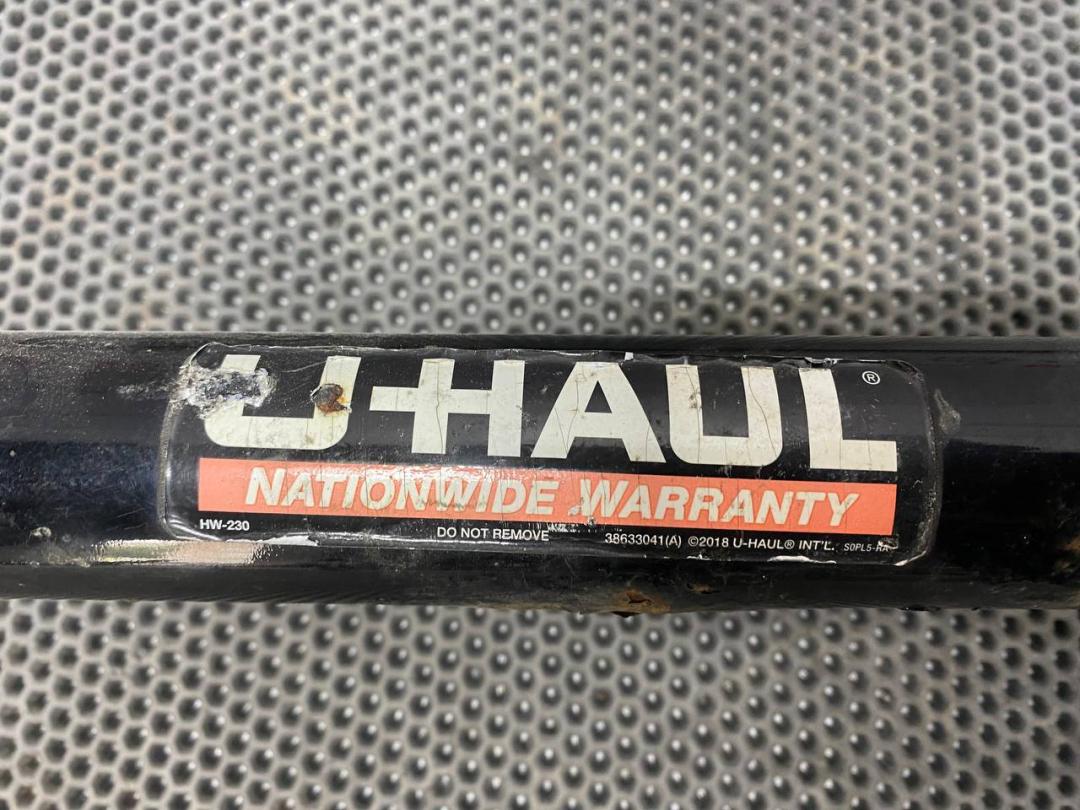 U-HAUL®
NATIONWIDE WARRANTY
HW-230
DO NOT REMOVE
38633041(A) ©2018 U-HAUL® INT'L.